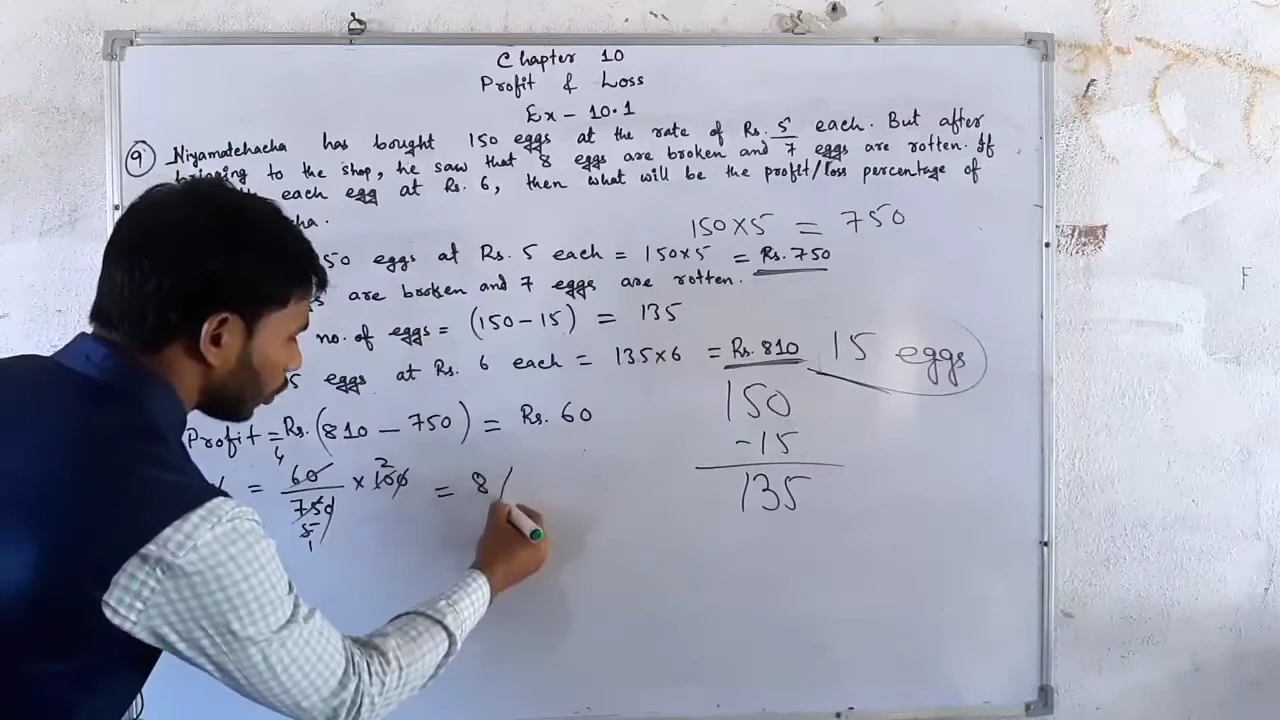 Chapter 10
Profit & Loss
Ex - 10.1
9 Niyamatchacha has bought 150 eggs at the rate of Rs. 5 each. But after
bringing to the shop, he saw that 8 eggs are broken and 7 eggs are rotten. If
each egg at Rs. 6, then what will be the profit/loss percentage of
150×5 = 750
50 eggs at Rs. 5 each = 150×5 = Rs. 750
are broken and 7 eggs are rotten.
no. of eggs = (150-15) = 135
eggs at Rs. 6 each = 135×6 = Rs. 810
15 eggs
150
-15
135
Profit = Rs. (810 - 750) = Rs. 60
= 60/750 × 100 = 8
4
2
5
1